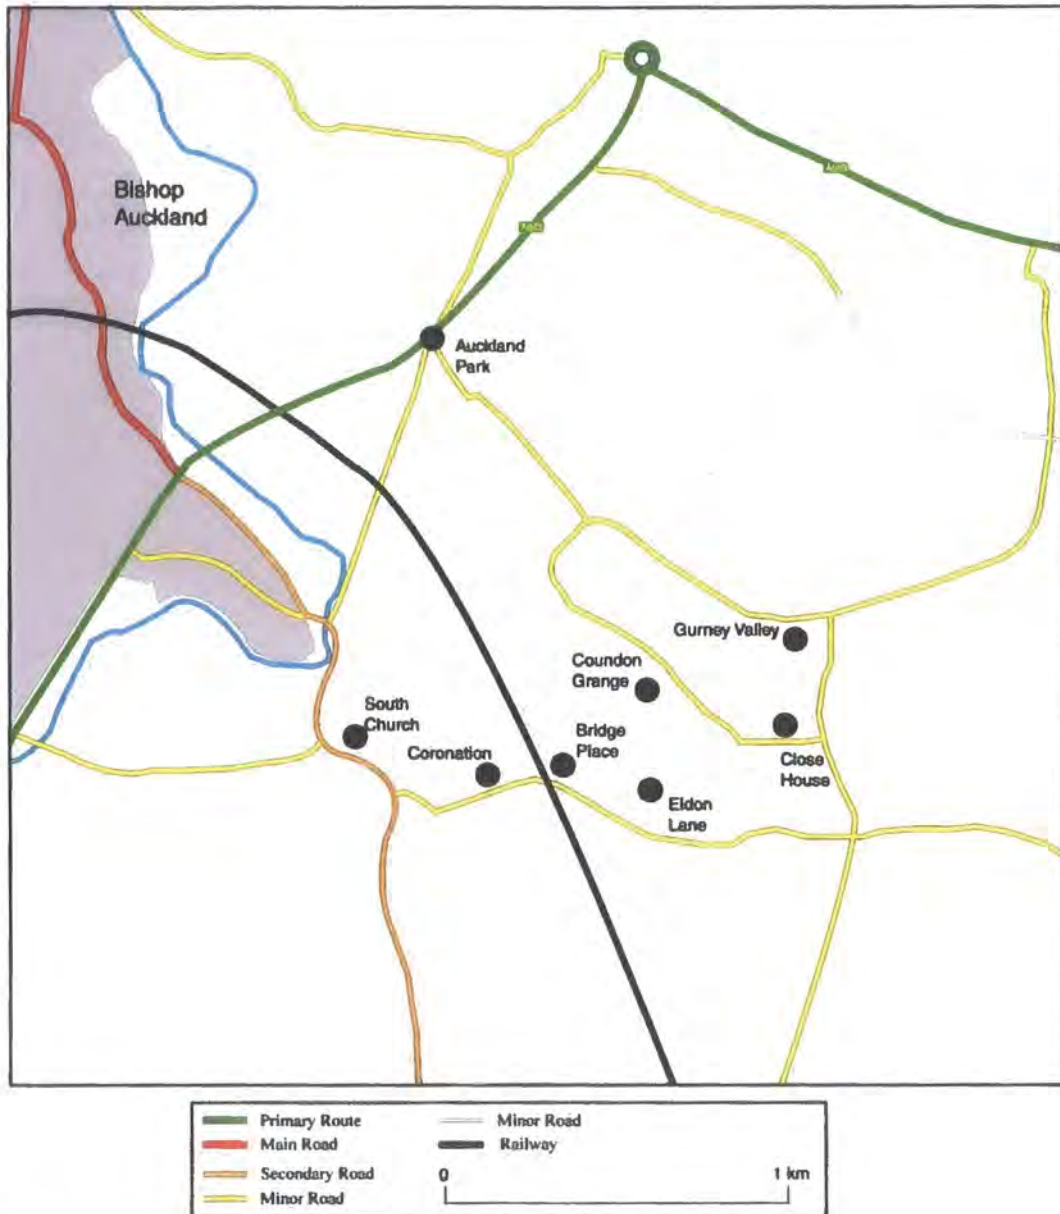 Bishop
Auckland
Auckland
Park
Gurney Valley
Coundon
Grange
South
Church
Bridge
Place
Coronation
Close
House
Eldon
Lane
Primary Route
Minor Road
Main Road
Railway
Secondary Road
0
1 km
Minor Road